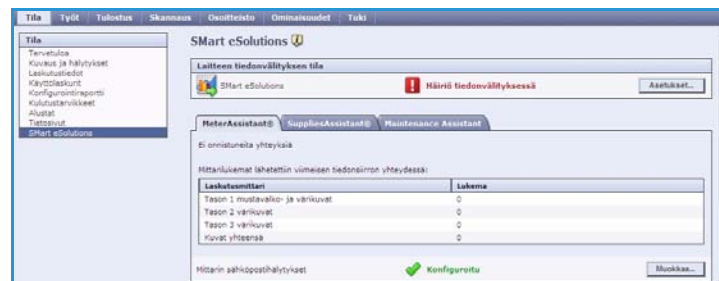 Tila Työt Tulostus Skannaus Osoitteisto Ominaisuudet Tuki
Tila
Tervetuloa
Kuvaus ja hälytykset
Laskutustiedot
Käyttölaskurit
Konfigurointiraportti
Kulutustarvikkeet
Alustat
Tietosivut
SMart eSolutions
SMart eSolutions
Laitteen tiedonvälityksen tila
SMart eSolutions Häiriö tiedonvälityksessä Asetukset...
MeterAssistant® SuppliesAssistant® Maintenance Assistant
Ei onnistuneita yhteyksiä
Mittarilukemat lähetettiin viimeisen tiedonsiirron yhteydessä:
Laskutusmittari Lukema
Tason 1 mustavalko- ja värikuvat 0
Tason 2 värikuvat 0
Tason 3 värikuvat 0
Kuvat yhteensä 0
Mittarin sähköpostihälytykset Konfiguroitu Muokkaa...